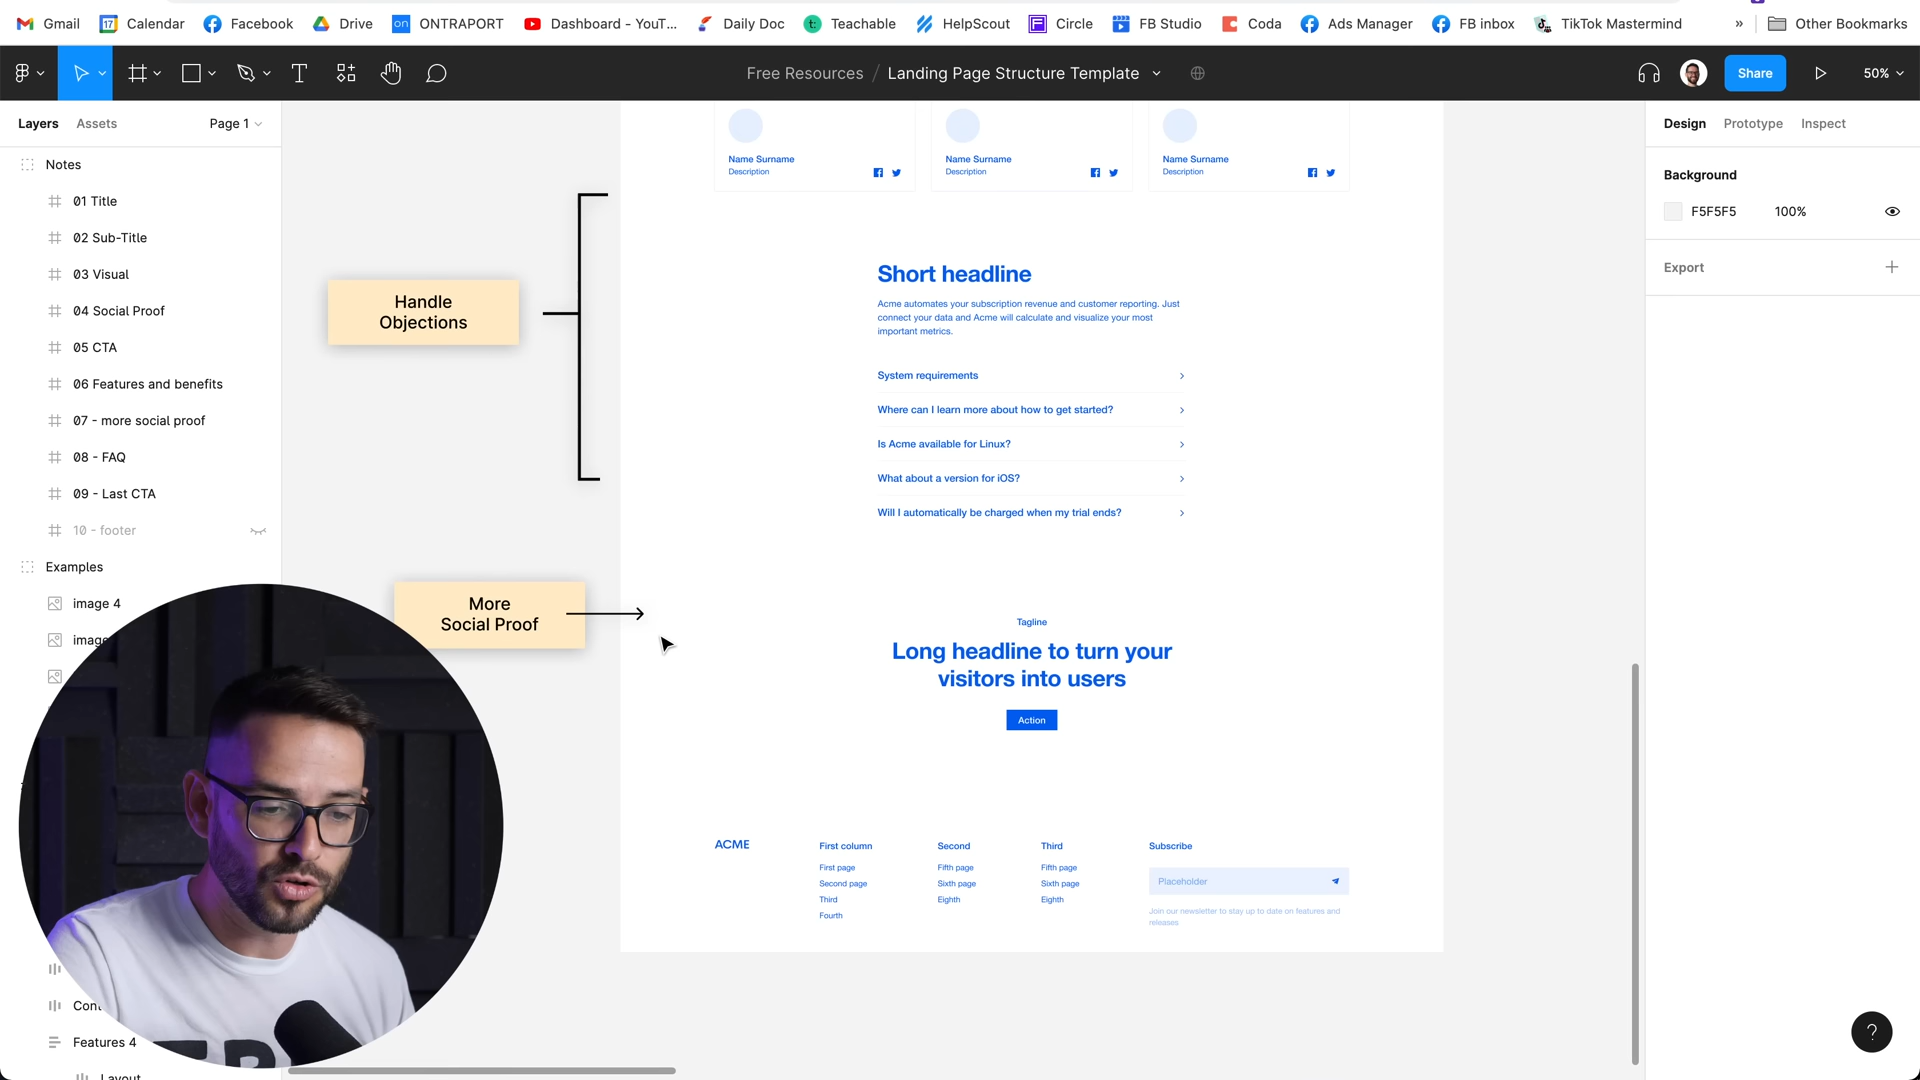 Gmail
Calendar
Facebook
Drive
ONTRAPORT
Dashboard - YouT...
Daily Doc
Teachable
HelpScout
Circle
FB Studio
Coda
Ads Manager
FB inbox
TikTok Mastermind
»
Other Bookmarks
Free Resources / Landing Page Structure Template
Share
50%
Layers
Assets
Page 1
Notes
01 Title
02 Sub-Title
03 Visual
04 Social Proof
05 CTA
06 Features and benefits
07 - more social proof
08 - FAQ
09 - Last CTA
10 - footer
Examples
image 4
Features 4
Layout
Handle
Objections
More
Social Proof
Name Surname
Description
Name Surname
Description
Name Surname
Description
Short headline
Acme automates your subscription revenue and customer reporting. Just
connect your data and Acme will calculate and visualize your most
important metrics.
System requirements
Where can I learn more about how to get started?
Is Acme available for Linux?
What about a version for iOS?
Will I automatically be charged when my trial ends?
Tagline
Long headline to turn your
visitors into users
Action
ACME
First column
First page
Second page
Third
Fourth
Second
Fifth page
Sixth page
Eighth
Third
Fifth page
Sixth page
Eighth
Subscribe
Placeholder
Join our newsletter to stay up to date on features and
releases
Design
Prototype
Inspect
Background
F5F5F5
100%
Export
?